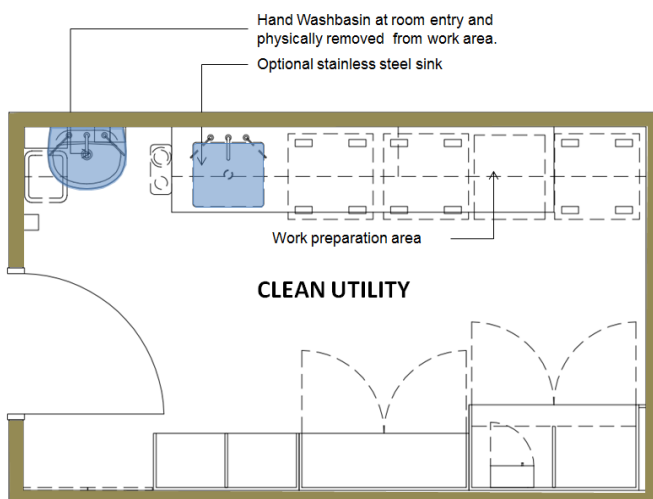 Hand Washbasin at room entry and
physically removed from work area.
Optional stainless steel sink
Work preparation area
CLEAN UTILITY